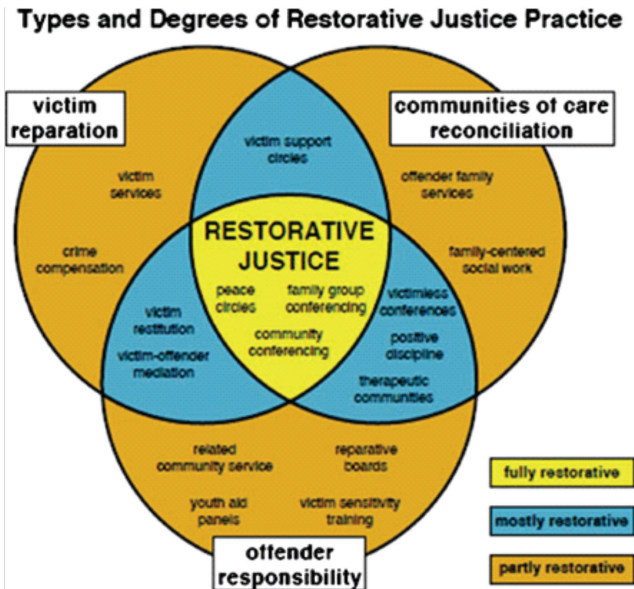 Types and Degrees of Restorative Justice Practice
victim
reparation
communities of care
reconciliation
victim support
circles
victim
services
offender family
services
crime
compensation
family-centered
social work
RESTORATIVE
JUSTICE
peace
circles
family group
conferencing
community
conferencing
victim
restitution
victim-offender
mediation
victimless
conferences
positive
discipline
therapeutic
communities
related
community service
reparative
boards
youth aid
panels
victim sensitivity
training
offender
responsibility
fully restorative
mostly restorative
partly restorative